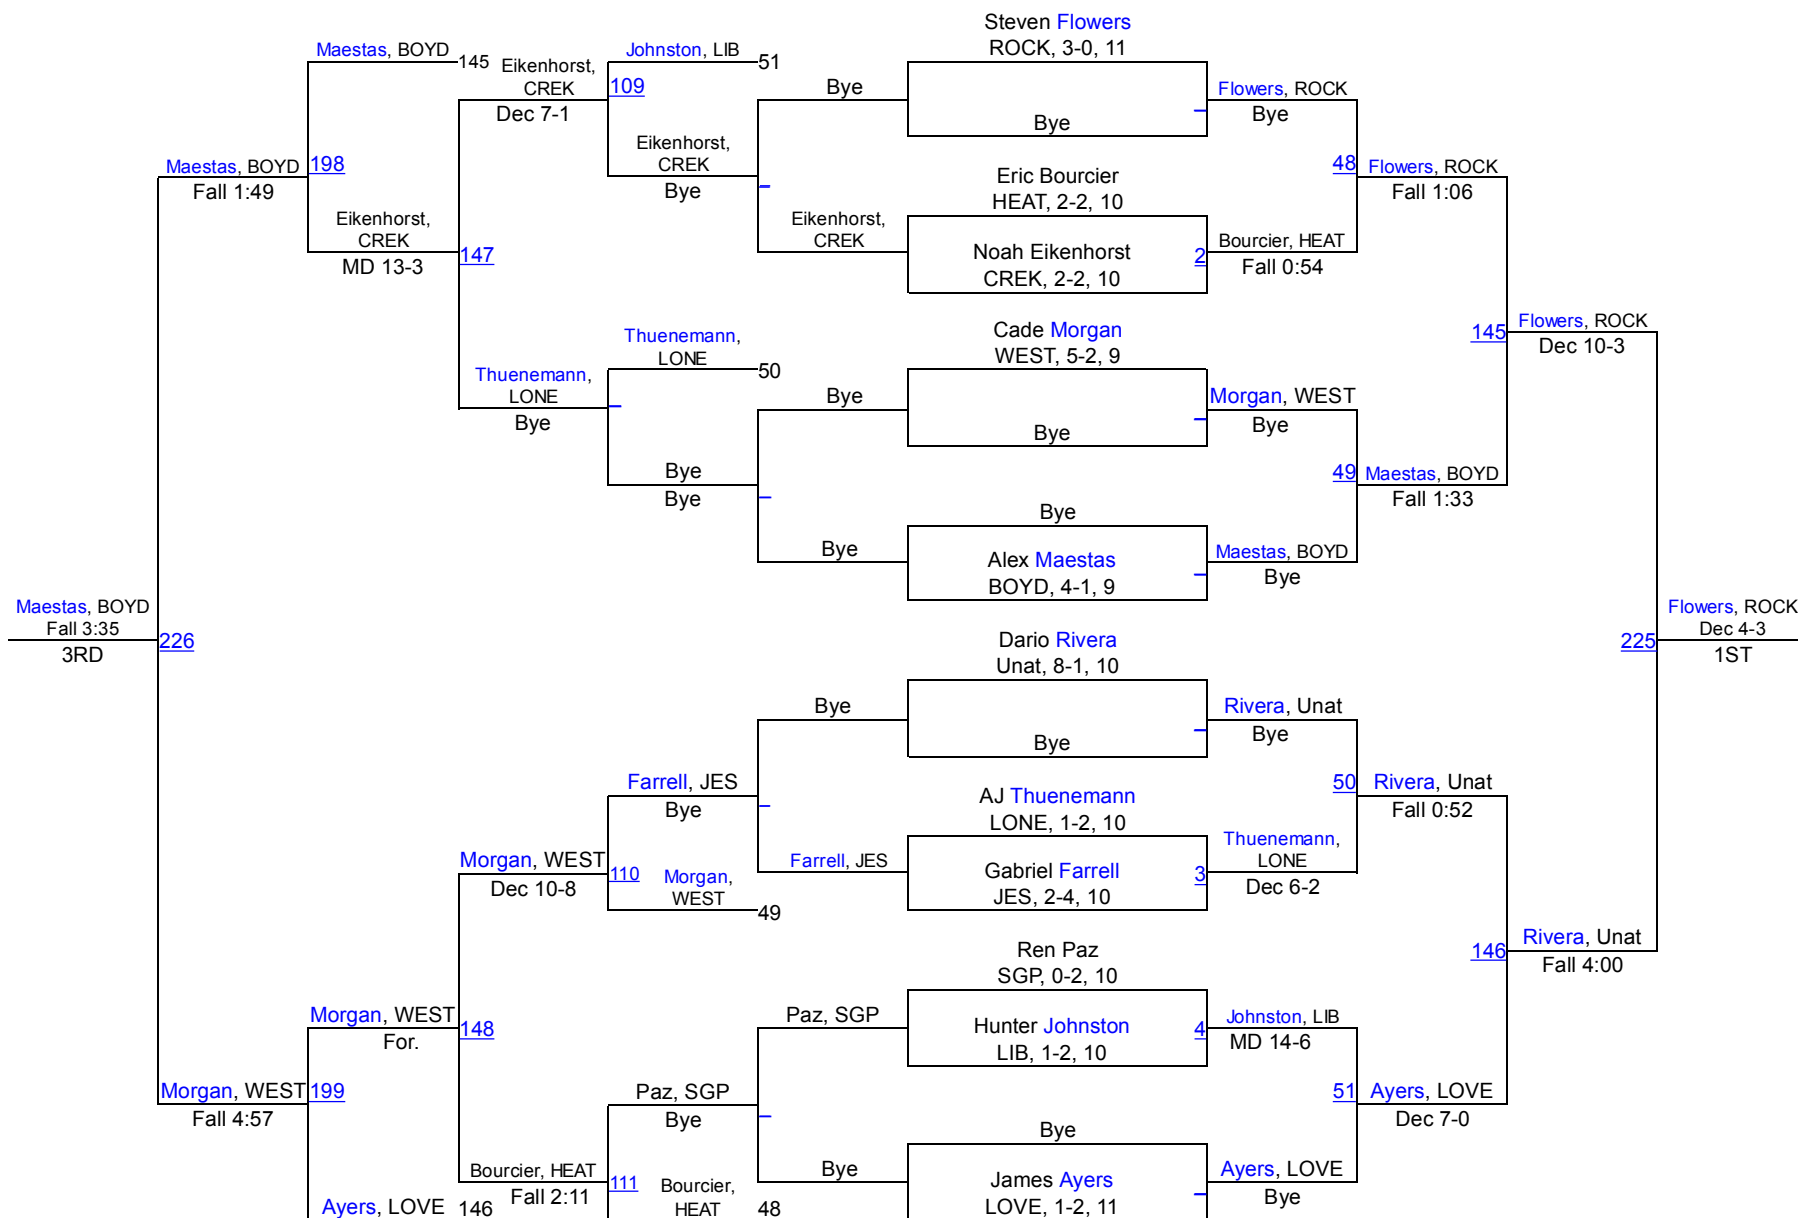 Steven Flowers
ROCK, 3-0, 11
Maestas, BOYD
145
Eikenhorst,
CREK
Dec 7-1
Johnston, LIB
51
109
Bye
Bye
Flowers, ROCK
Bye
Eikenhorst,
CREK
Bye
Maestas, BOYD
Fall 1:49
198
48
Flowers, ROCK
Fall 1:06
Eric Bourcier
HEAT, 2-2, 10
Eikenhorst,
CREK
MD 13-3
147
Eikenhorst,
CREK
Noah Eikenhorst
CREK, 2-2, 10
2
Bourcier, HEAT
Fall 0:54
Thuenemann,
LONE
50
Cade Morgan
WEST, 5-2, 9
145
Flowers, ROCK
Dec 10-3
Thuenemann,
LONE
Bye
Bye
Bye
Morgan, WEST
Bye
Bye
Bye
49
Maestas, BOYD
Fall 1:33
Bye
Bye
Alex Maestas
BOYD, 4-1, 9
Maestas, BOYD
Bye
Maestas, BOYD
Fall 3:35
3RD
226
Dario Rivera
Unat, 8-1, 10
225
Flowers, ROCK
Dec 4-3
1ST
Bye
Bye
Rivera, Unat
Bye
Farrell, JES
Bye
50
Rivera, Unat
Fall 0:52
AJ Thuenemann
LONE, 1-2, 10
Morgan, WEST
Dec 10-8
110
Morgan,
WEST
49
Farrell, JES
Gabriel Farrell
JES, 2-4, 10
3
Thuenemann,
LONE
Dec 6-2
Ren Paz
SGP, 0-2, 10
146
Rivera, Unat
Fall 4:00
Morgan, WEST
For.
148
Paz, SGP
Hunter Johnston
LIB, 1-2, 10
4
Johnston, LIB
MD 14-6
Morgan, WEST
Fall 4:57
199
Paz, SGP
Bye
51
Ayers, LOVE
Dec 7-0
Bye
Bourcier, HEAT
Fall 2:11
111
Bourcier,
HEAT
48
Bye
James Ayers
LOVE, 1-2, 11
Ayers, LOVE
Bye
Ayers, LOVE
146